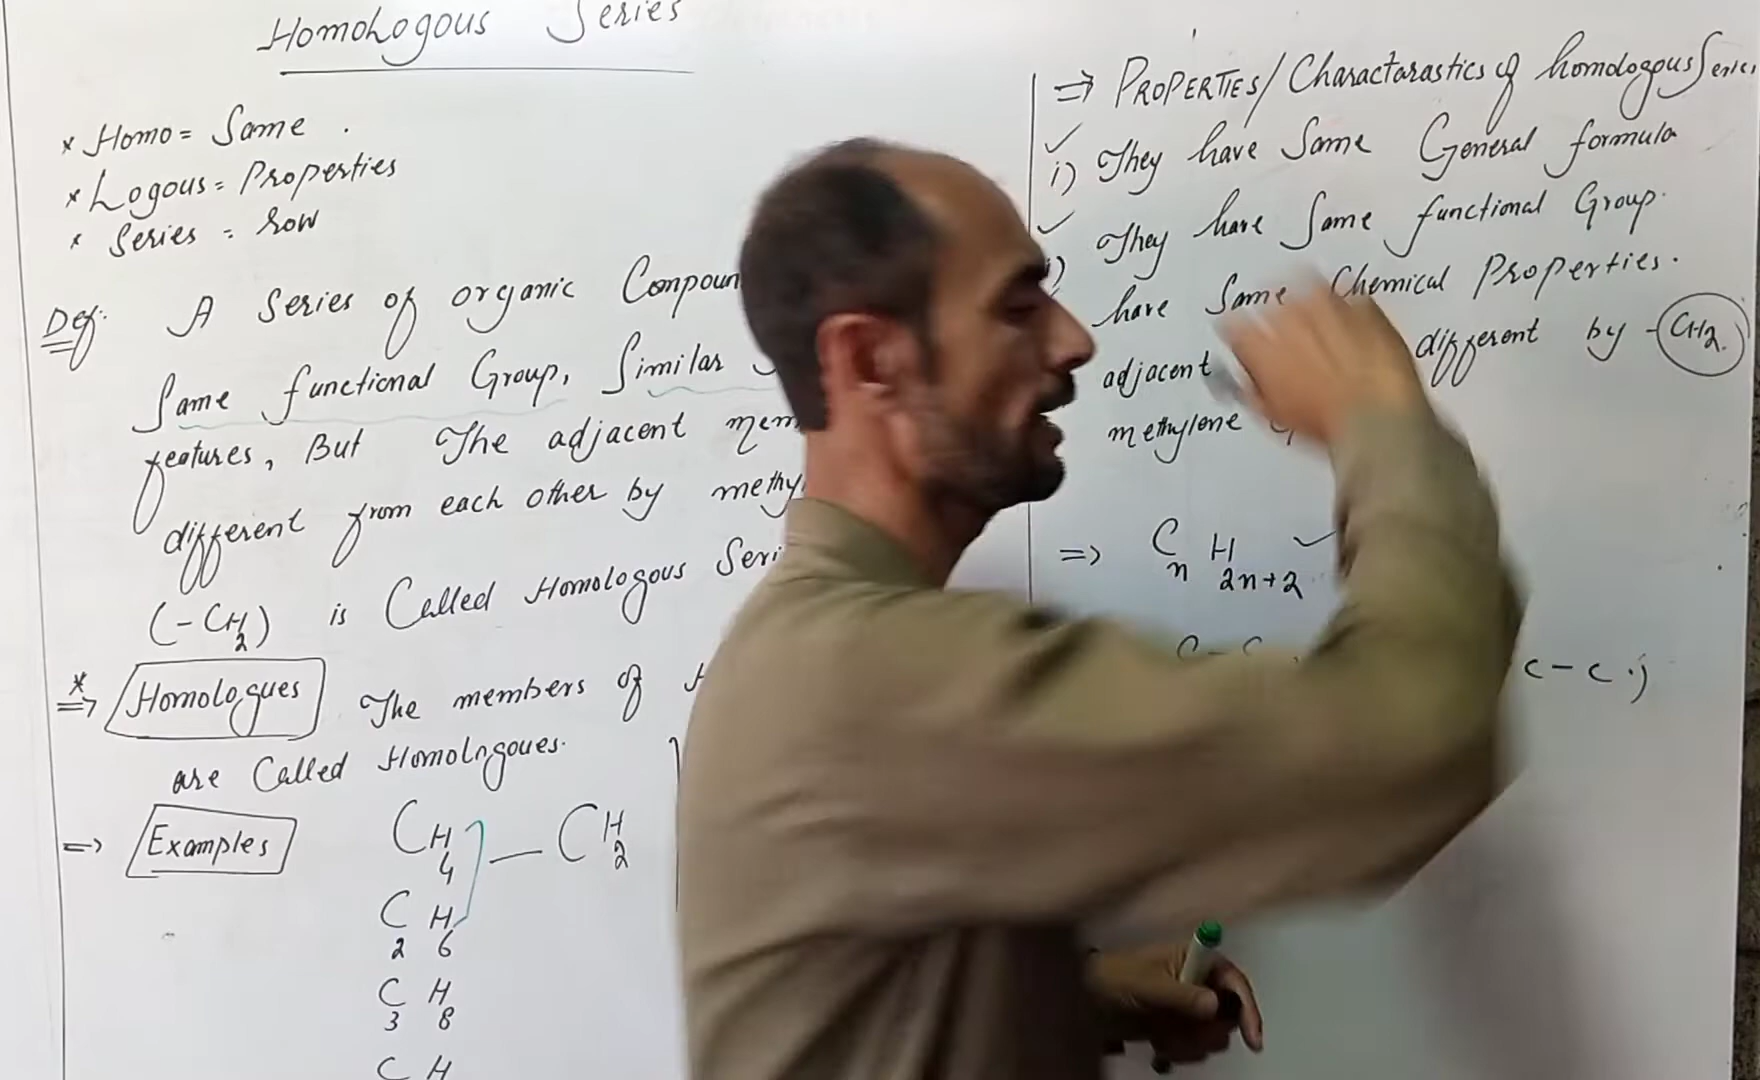 Homologous Series
* Homo = Same .
* Logous = Properties
* Series = row
Def:- A Series of organic Compoun
Same functional Group, Similar
features, But The adjacent mem
different from each other by methy
(-CH2) is Called Homologous Seri
*=> Homologues The members of H
are Called Homologoues.
=> Examples CH4 — CH2
C2H6
C3H8
C H
=> PROPERTIES / Charactarastics of homologous Series
✓
i) They have Same General formula
✓
They have Same functional Group.
have Same Chemical Properties.
adjacent different by -CH2.
methylene
=> CnH2n+2 ✓
C - C
C - C